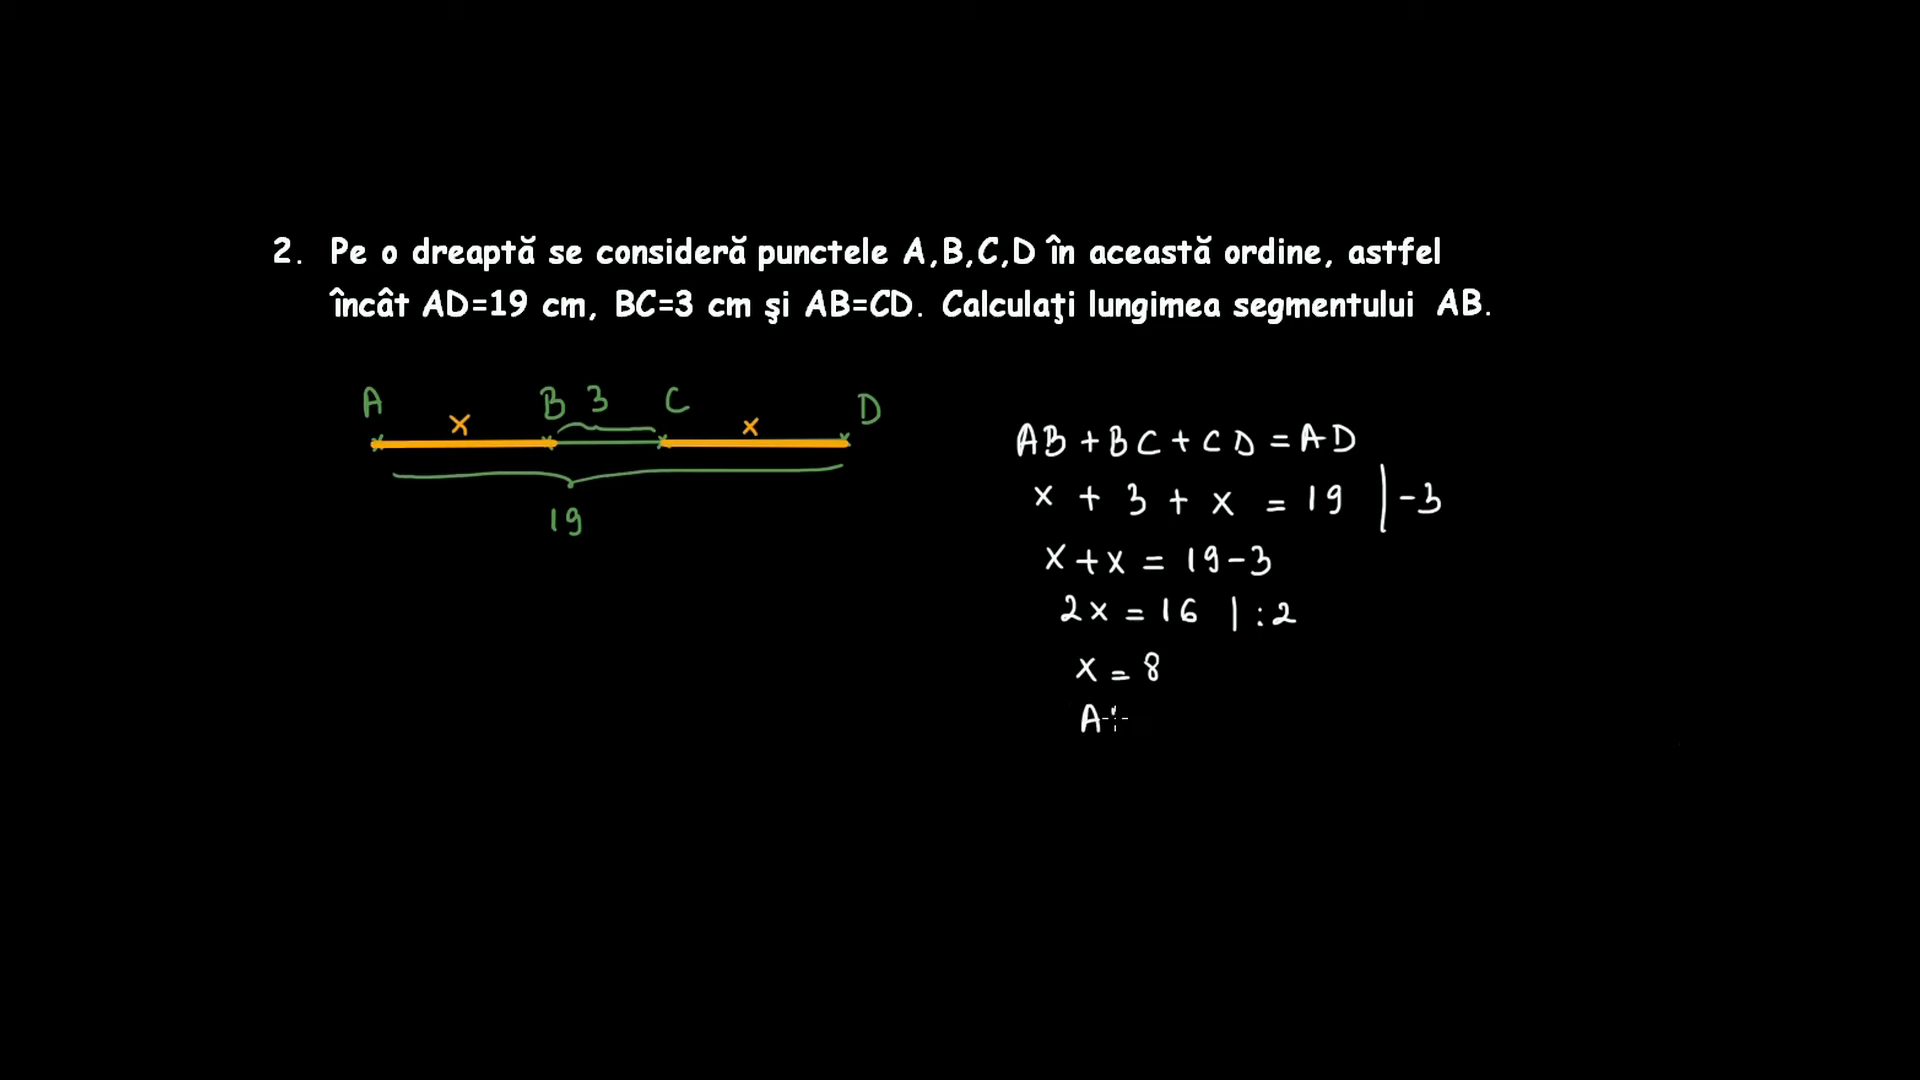 2. Pe o dreaptă se consideră punctele A,B,C,D în această ordine, astfel
încât AD=19 cm, BC=3 cm şi AB=CD. Calculaţi lungimea segmentului AB.
A x B 3 C x D
19
AB+BC+CD=AD
x + 3 + x = 19 |-3
x+x = 19-3
2x = 16 |:2
x = 8
A